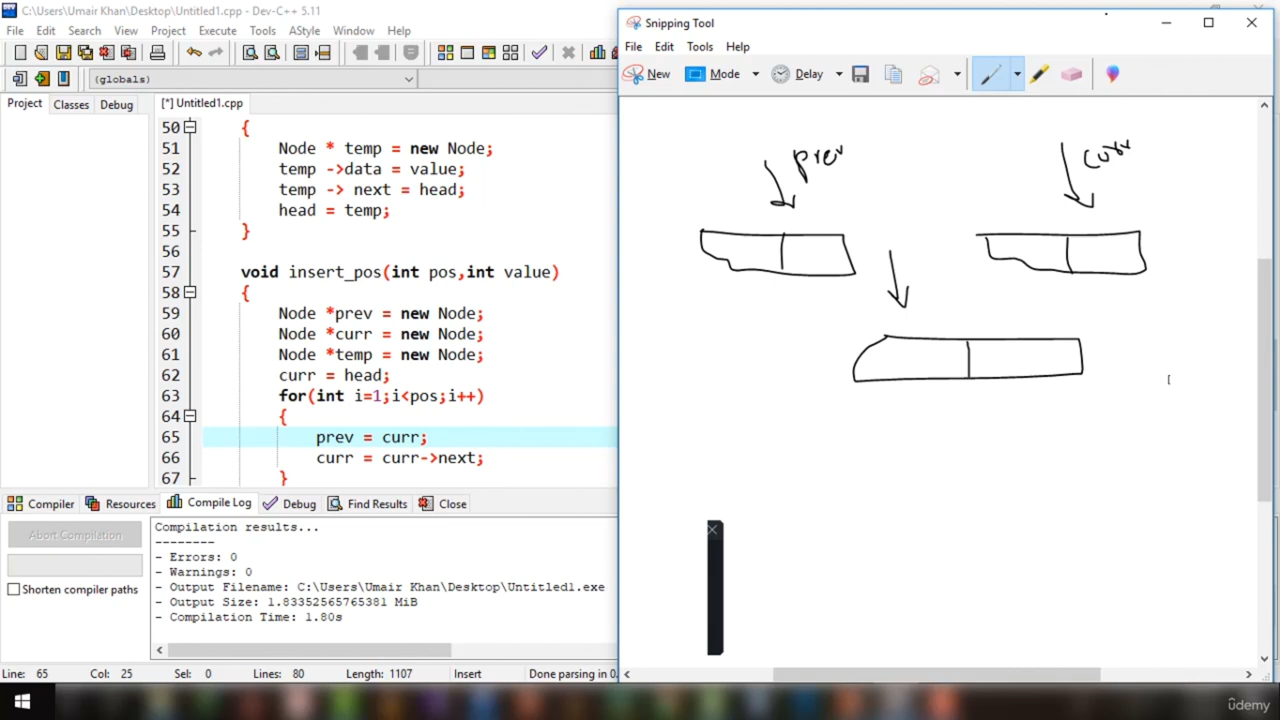 C:\Users\Umair Khan\Desktop\Untitled1.cpp - Dev-C++ 5.11
File Edit Search View Project Execute Tools AStyle Window Help
(globals)
Project Classes Debug
[*] Untitled1.cpp
50 {
51 Node * temp = new Node;
52 temp ->data = value;
53 temp -> next = head;
54 head = temp;
55 }
56
57 void insert_pos(int pos,int value)
58 {
59 Node *prev = new Node;
60 Node *curr = new Node;
61 Node *temp = new Node;
62 curr = head;
63 for(int i=1;i<pos;i++)
64 {
65 prev = curr;
66 curr = curr->next;
67 }
Compiler Resources Compile Log Debug Find Results Close
Abort Compilation
Shorten compiler paths
Compilation results...
--------
- Errors: 0
- Warnings: 0
- Output Filename: C:\Users\Umair Khan\Desktop\Untitled1.exe
- Output Size: 1.83352565765381 MiB
- Compilation Time: 1.80s
Line: 65 Col: 25 Sel: 0 Lines: 80 Length: 1107 Insert Done parsing in 0.
Snipping Tool
File Edit Tools Help
New Mode Delay
prev
curr
ûdemy